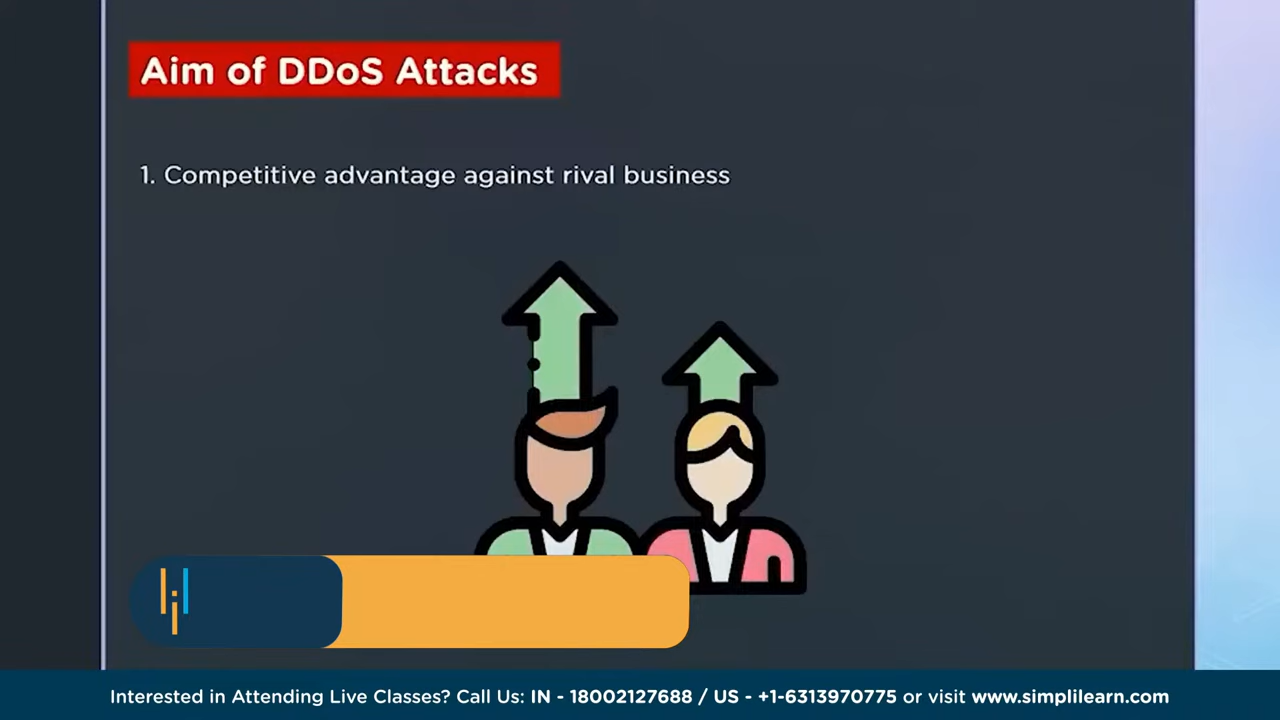 Aim of DDoS Attacks
1. Competitive advantage against rival business
Interested in Attending Live Classes? Call Us: IN - 18002127688 / US - +1-6313970775 or visit www.simplilearn.com